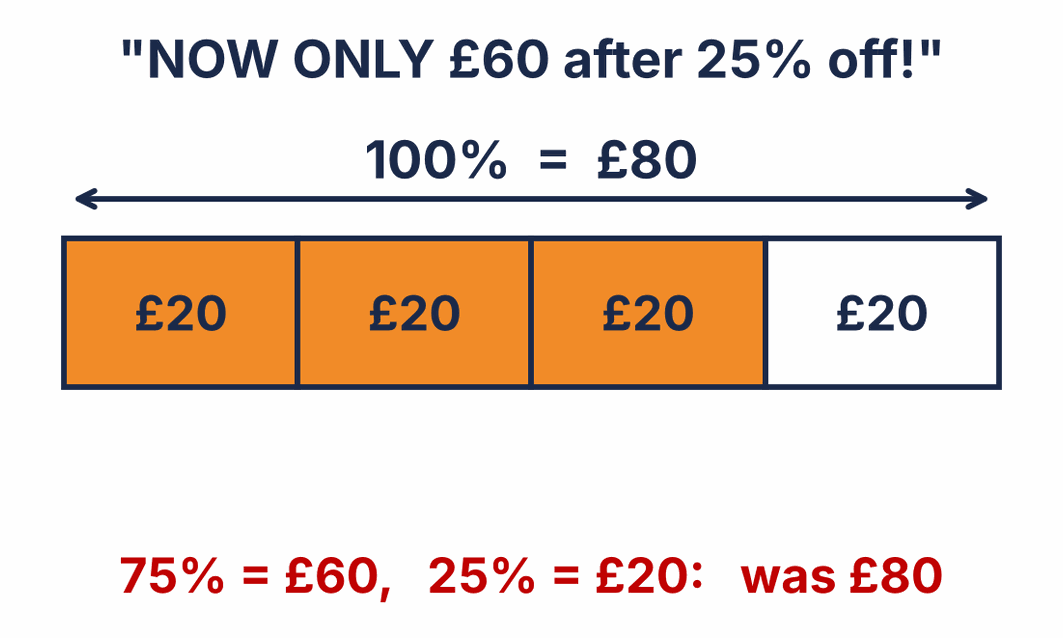 "NOW ONLY £60 after 25% off!"
100% = £80
£20 £20 £20 £20
75% = £60, 25% = £20: was £80